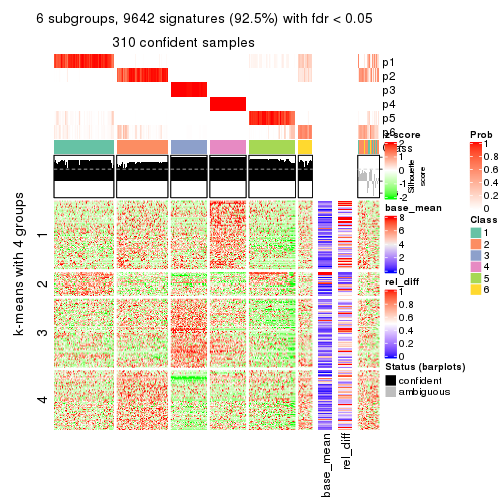 6 subgroups, 9642 signatures (92.5%) with fdr < 0.05
310 confident samples
p1
p2
p3
p4
p5
p6
Class
z-score
2
1
0
-1
-2
Silhouette
score
Prob
1
0.8
0.6
0.4
0.2
0
base_mean
8
6
4
2
0
Class
1
2
3
4
5
6
rel_diff
1
0.8
0.6
0.4
0.2
0
Status (barplots)
confident
ambiguous
k-means with 4 groups
1
2
3
4
base_mean
rel_diff